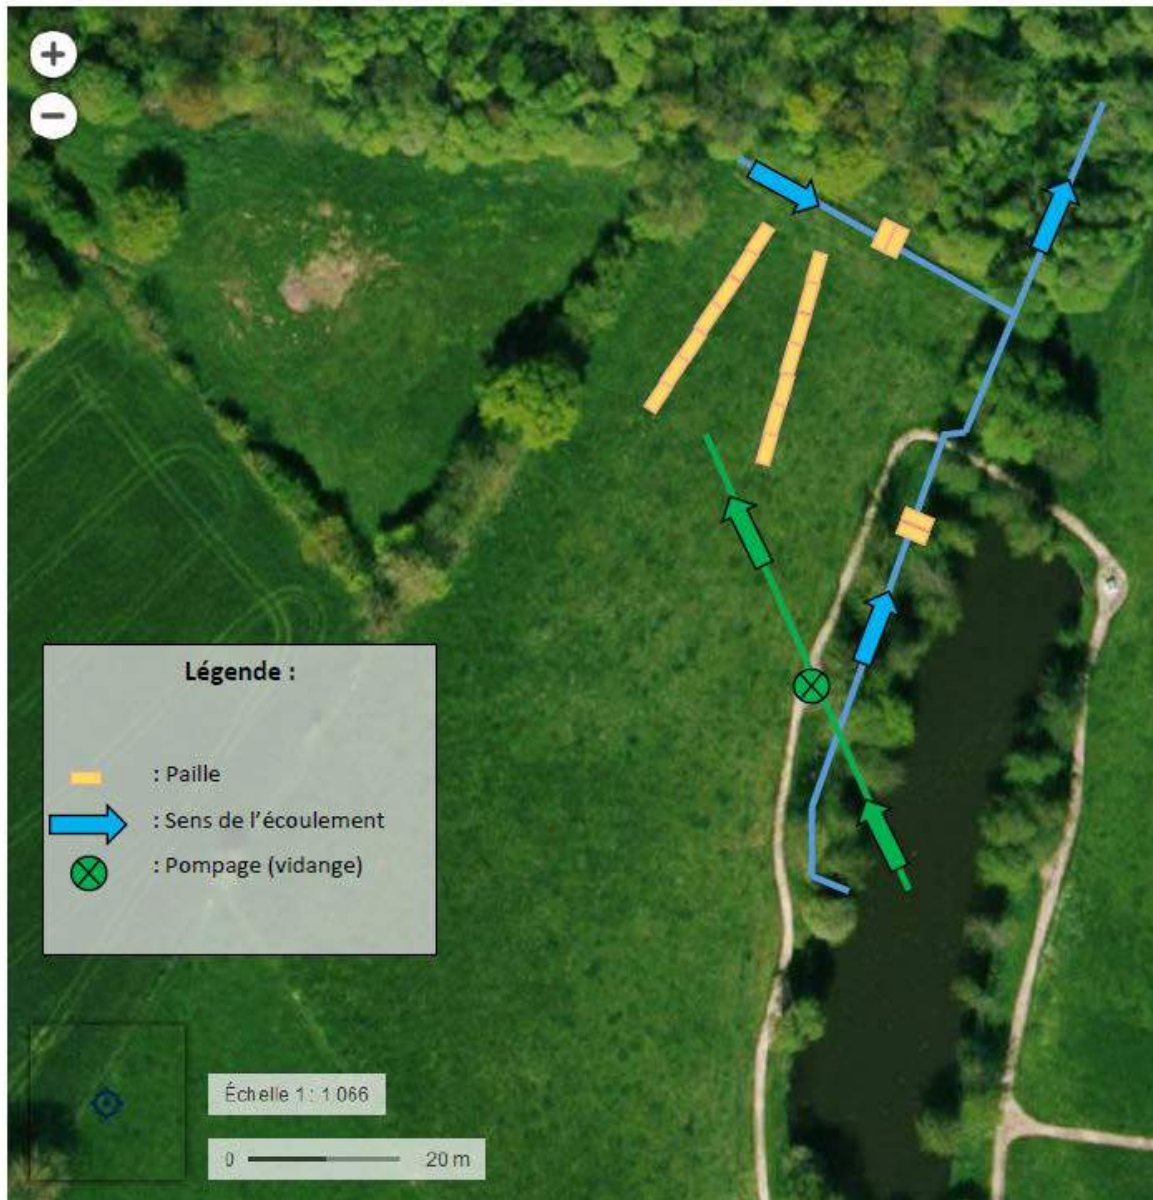 Légende :
: Paille
: Sens de l'écoulement
: Pompage (vidange)
Échelle 1 : 1 066
0 20 m